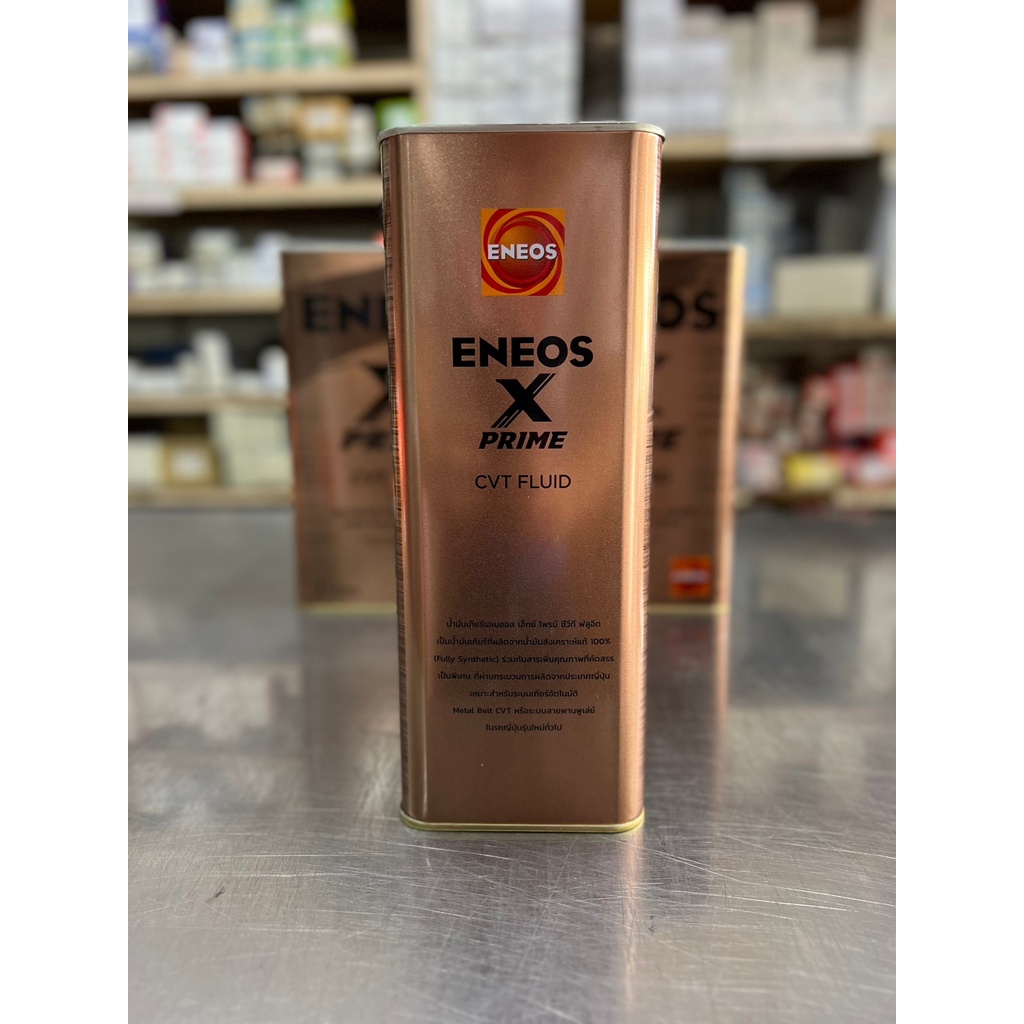 ENEOS
ENEOS
X
PRIME
CVT FLUID
น้ำมันเกียร์เอเนออส เอ็กซ์ ไพรม์ ซีวีที ฟลูอิด
เป็นน้ำมันเกียร์ที่ผลิตจากน้ำมันสังเคราะห์แท้ 100%
(Fully Synthetic) ร่วมกับสารเพิ่มคุณภาพที่คัดสรร
เป็นพิเศษ ที่ผ่านกระบวนการผลิตจากประเทศญี่ปุ่น
เหมาะสำหรับระบบเกียร์อัตโนมัติ
Metal Belt CVT หรือระบบสายพานพูเล่ย์
ในรถญี่ปุ่นรุ่นใหม่ทั่วไป
EN
X
PRIME
OS
IME
ENEOS